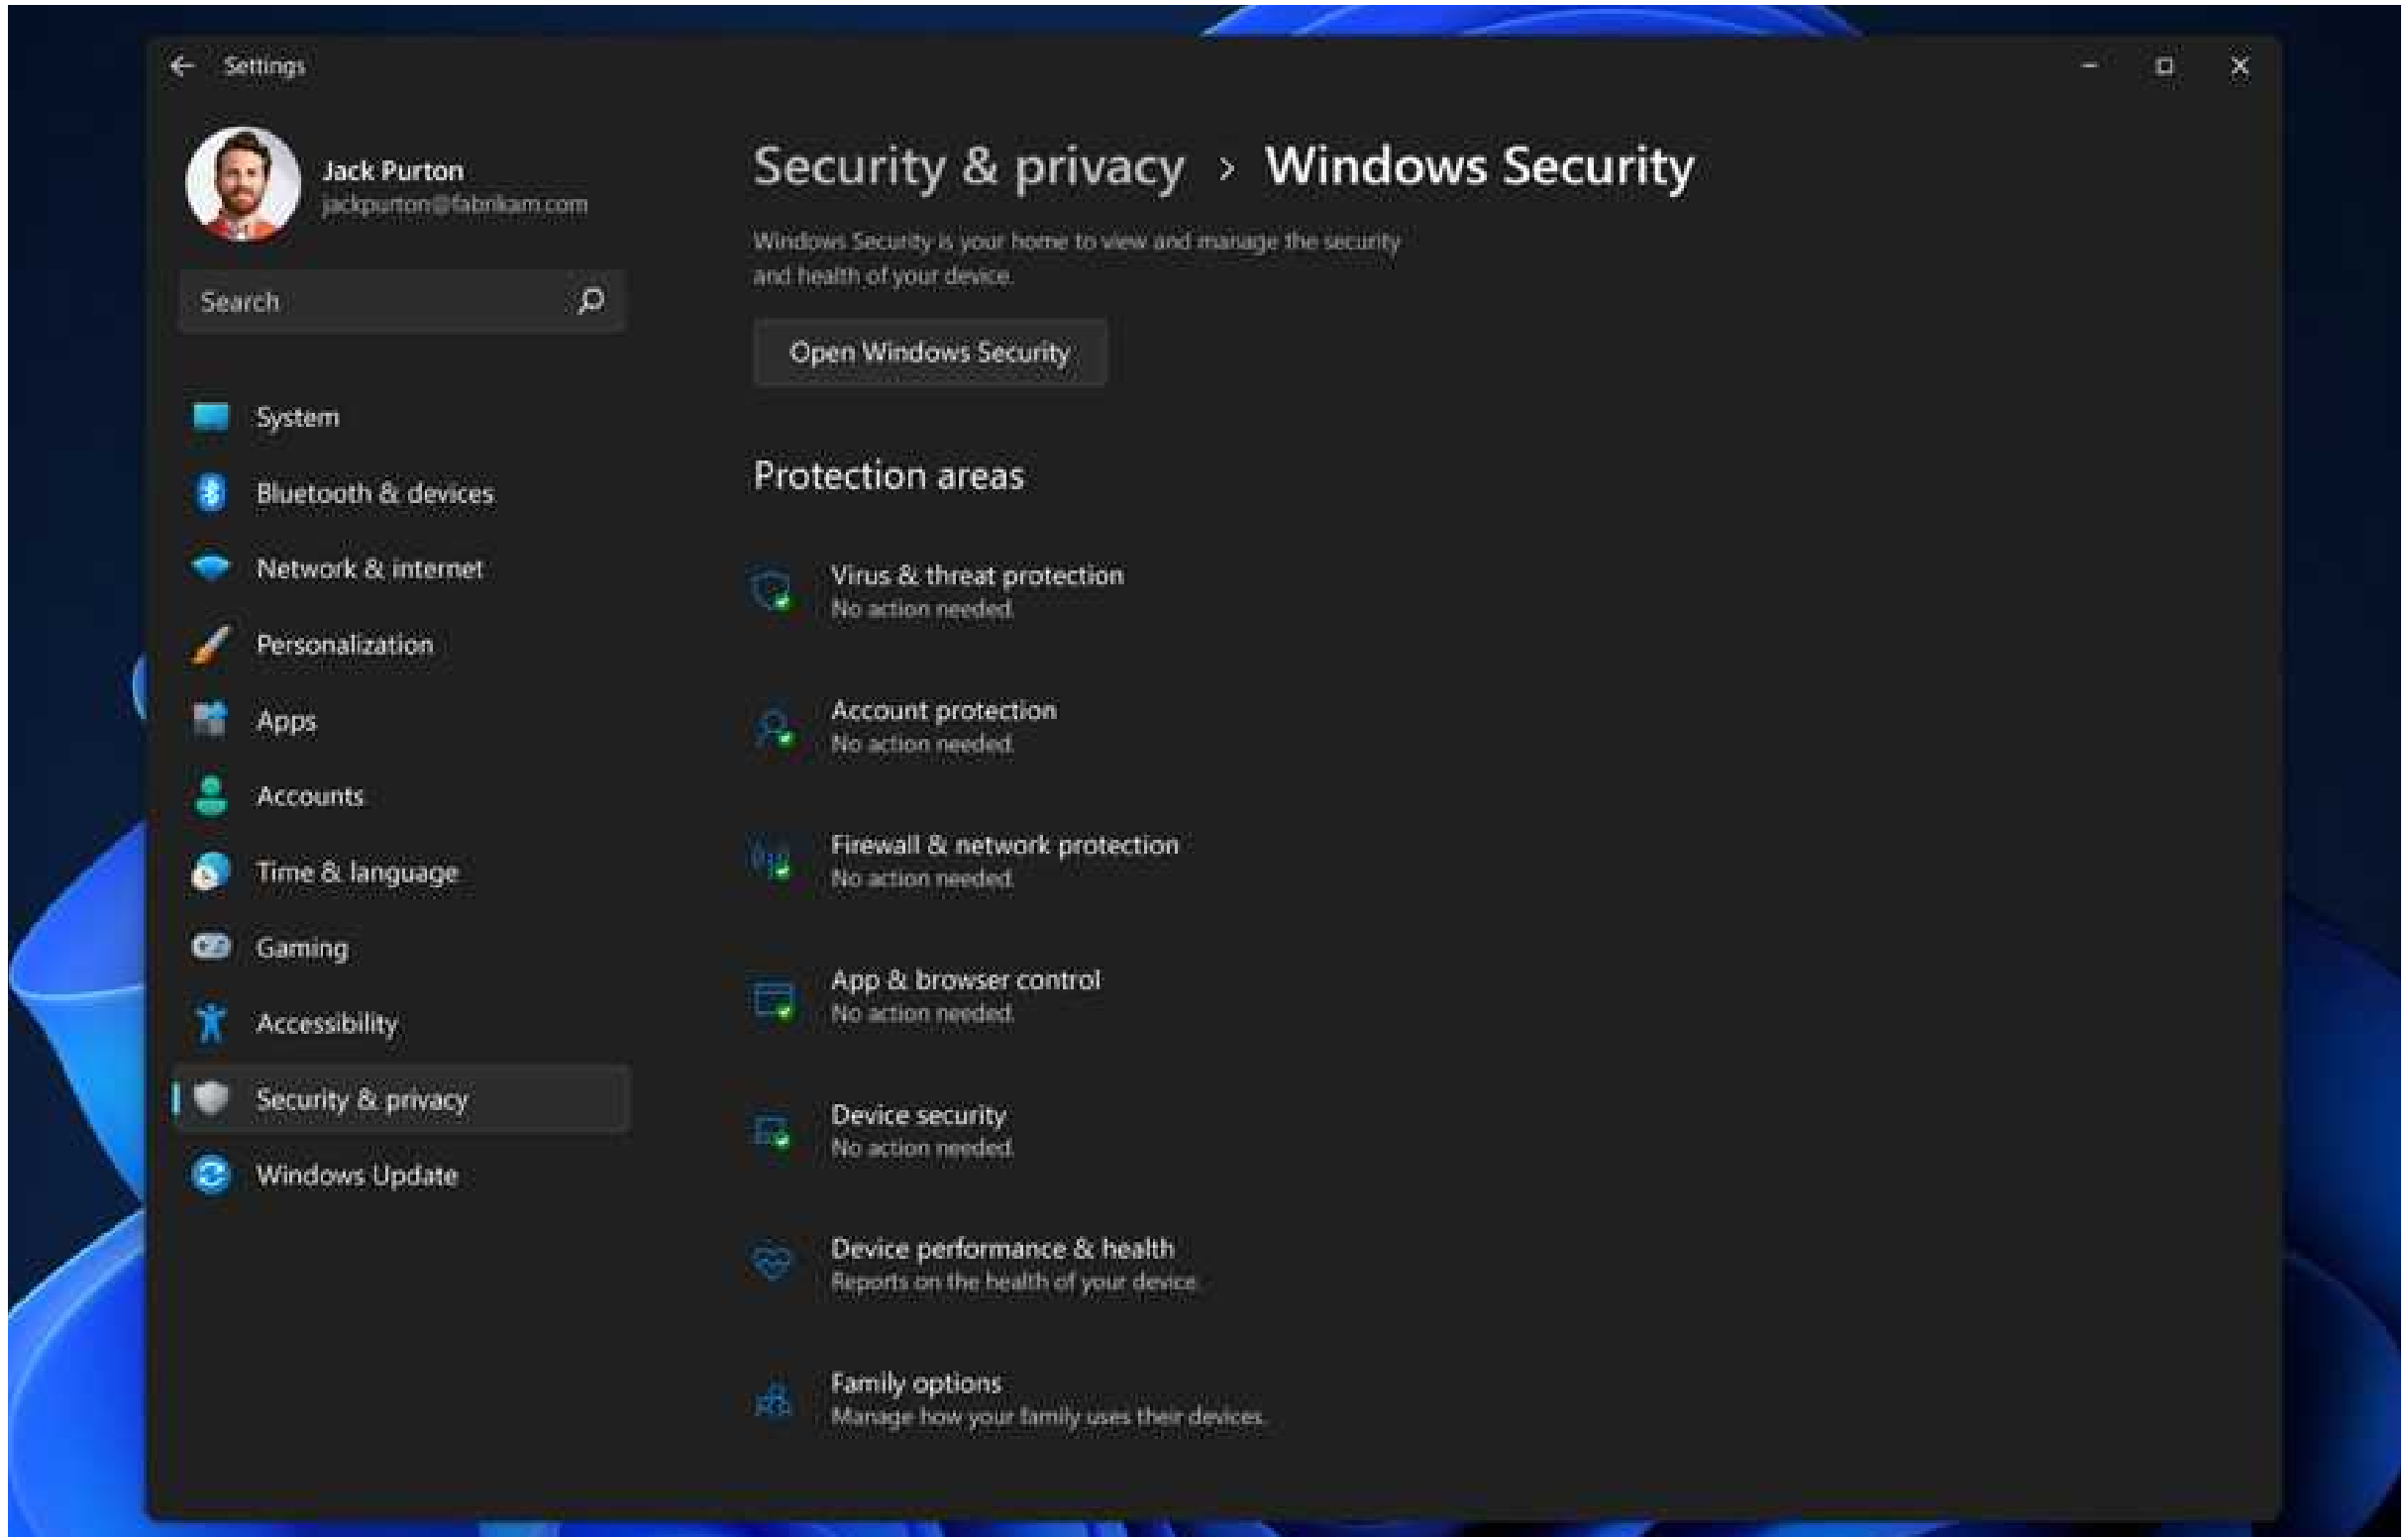 Settings
Jack Purton
jackpurton@fabrikam.com
Search
System
Bluetooth & devices
Network & internet
Personalization
Apps
Accounts
Time & language
Gaming
Accessibility
Security & privacy
Windows Update
Security & privacy > Windows Security
Windows Security is your home to view and manage the security
and health of your device.
Open Windows Security
Protection areas
Virus & threat protection
No action needed.
Account protection
No action needed.
Firewall & network protection
No action needed.
App & browser control
No action needed.
Device security
No action needed.
Device performance & health
Reports on the health of your device.
Family options
Manage how your family uses their devices.